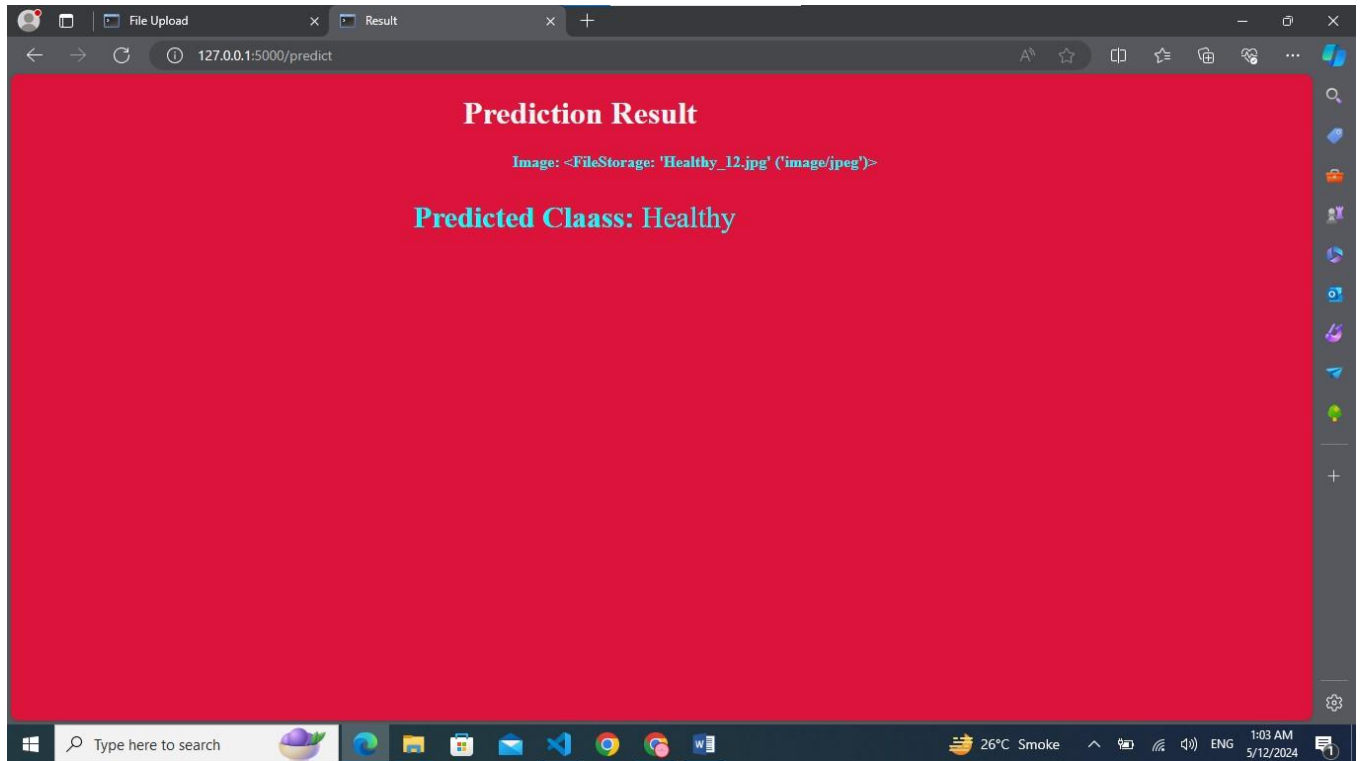 File Upload
Result
127.0.0.1:5000/predict
Prediction Result
Image: <FileStorage: 'Healthy_12.jpg' ('image/jpeg')>
Predicted Claass: Healthy
Type here to search
26°C Smoke
ENG
1:03 AM
5/12/2024